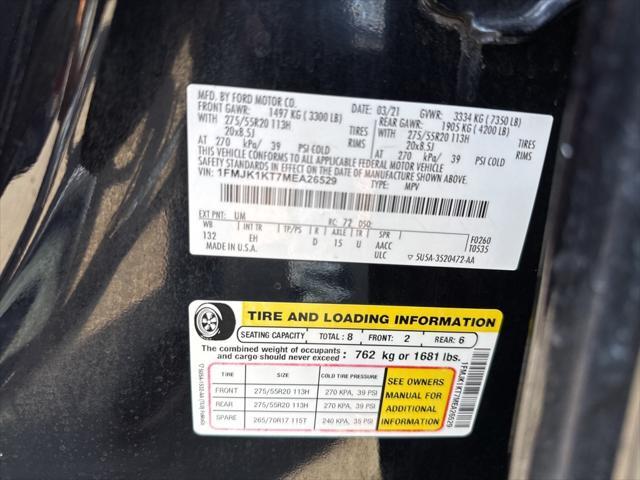 MFD. BY FORD MOTOR CO.
DATE: 03/21 GVWR: 3334 KG (7350 LB)
FRONT GAWR: 1497 KG (3300 LB) REAR GAWR: 1905 KG (4200 LB)
WITH 275/55R20 113H TIRES WITH 275/55R20 113H TIRES
20x8.5J RIMS 20x8.5J RIMS
AT 270 kPa/ 39 PSI COLD AT 270 kPa/ 39 PSI COLD
THIS VEHICLE CONFORMS TO ALL APPLICABLE FEDERAL MOTOR VEHICLE
SAFETY STANDARDS IN EFFECT ON THE DATE OF MANUFACTURE SHOWN ABOVE.
VIN: 1FMJK1KT7MEA26529
TYPE: MPV
EXT PNT: UM RC: 72 DSO:
WB INT TR TP/PS R AXLE TR SPR F0260
132 EH D 15 U AACC T0535
MADE IN U.S.A. ULC 5U5A-3520472-AA
TIRE AND LOADING INFORMATION
SEATING CAPACITY TOTAL: 8 FRONT: 2 REAR: 6
The combined weight of occupants
and cargo should never exceed: 762 kg or 1681 lbs.
TIRE SIZE COLD TIRE PRESSURE
FRONT 275/55R20 113H 270 KPA, 39 PSI
REAR 275/55R20 113H 270 KPA, 39 PSI
SPARE 265/70R17 115T 240 KPA, 35 PSI
SEE OWNERS
MANUAL FOR
ADDITIONAL
INFORMATION
1FMJK1KT7MEA26529